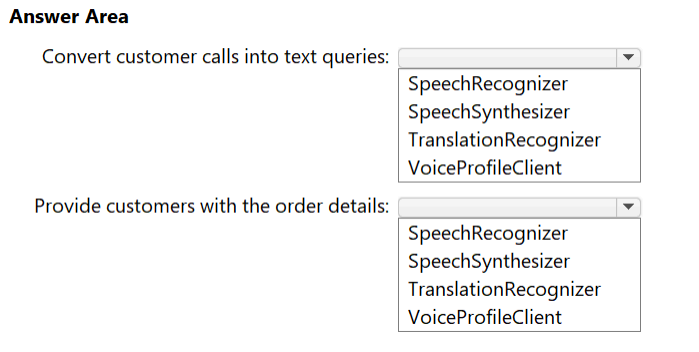 Answer Area
Convert customer calls into text queries:
SpeechRecognizer
SpeechSynthesizer
TranslationRecognizer
VoiceProfileClient
Provide customers with the order details:
SpeechRecognizer
SpeechSynthesizer
TranslationRecognizer
VoiceProfileClient